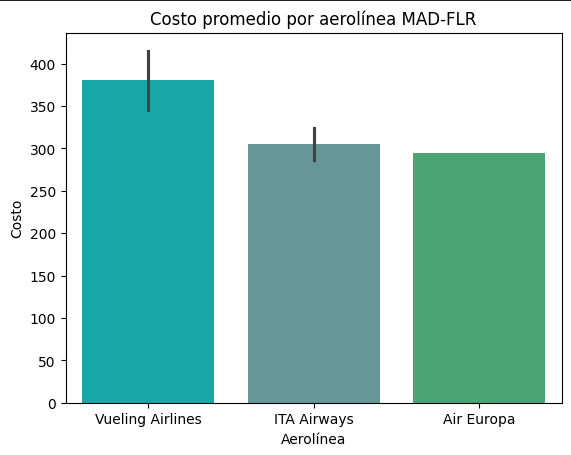 Costo promedio por aerolínea MAD-FLR
400
350
300
250
200
150
100
50
0
Costo
Vueling Airlines
ITA Airways
Air Europa
Aerolínea